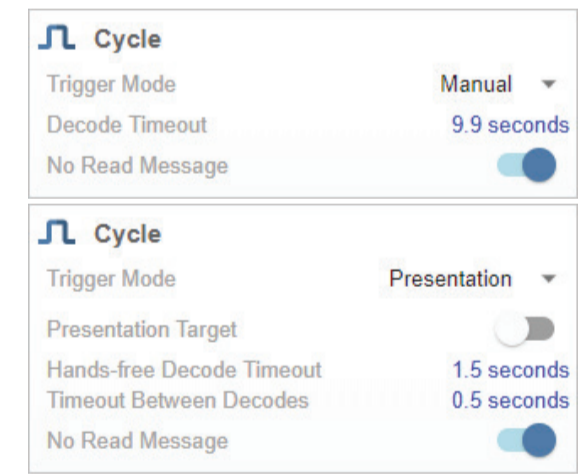 Cycle
Trigger Mode Manual
Decode Timeout 9.9 seconds
No Read Message
Cycle
Trigger Mode Presentation
Presentation Target
Hands-free Decode Timeout 1.5 seconds
Timeout Between Decodes 0.5 seconds
No Read Message